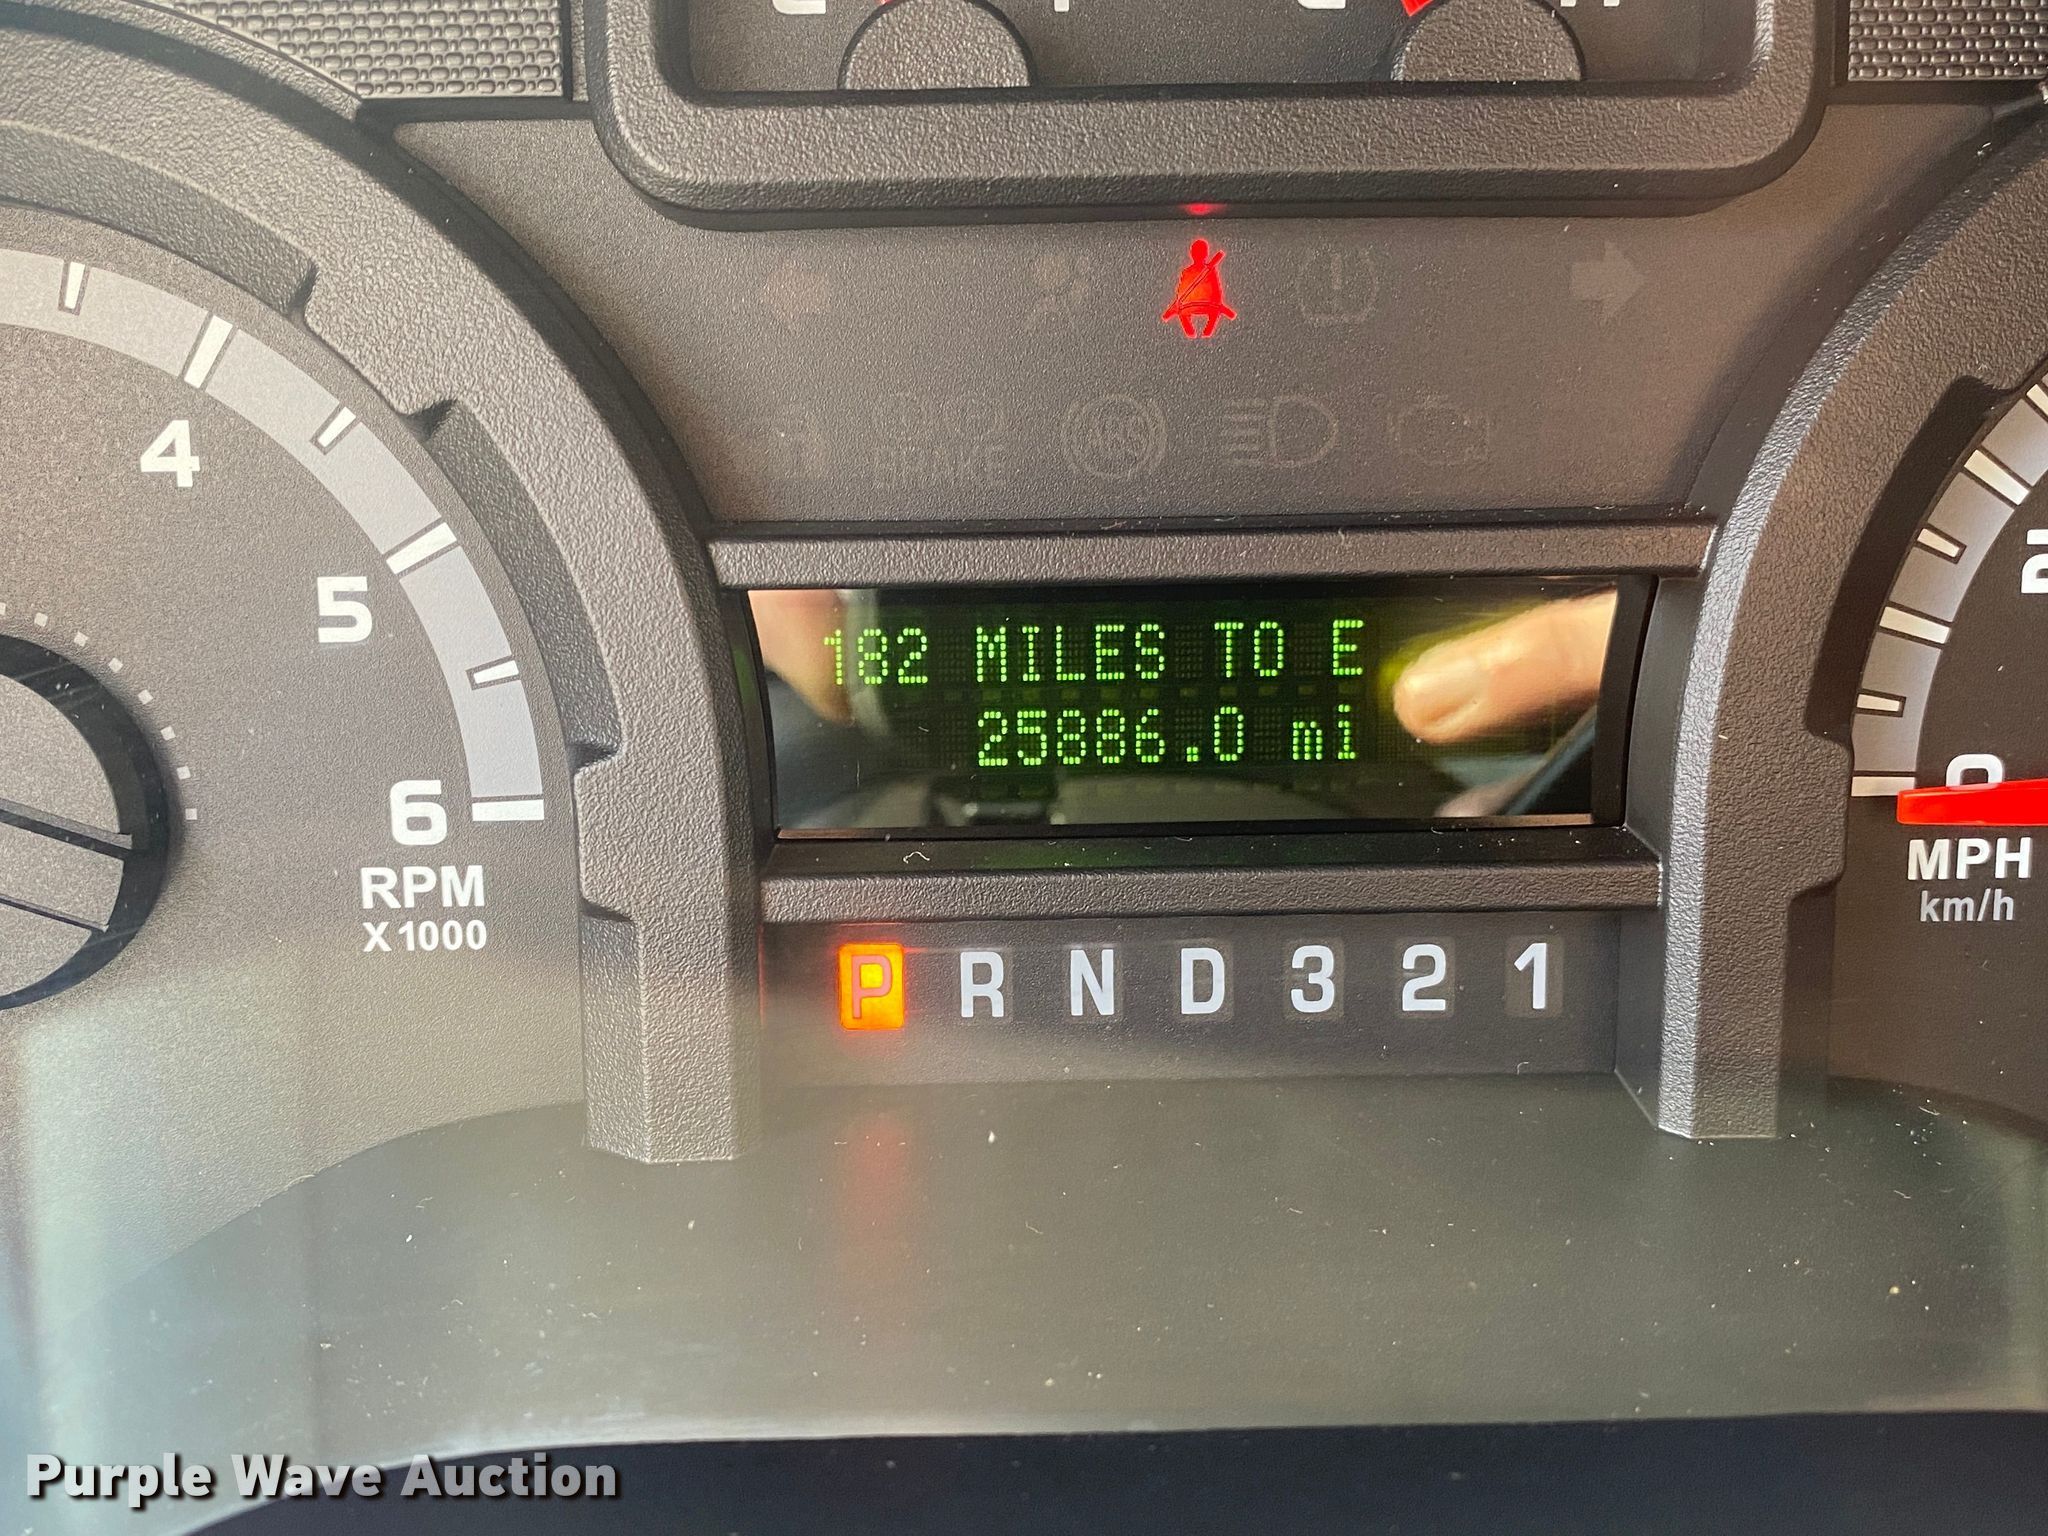 4
5
6
RPM
X1000
182 MILES TO E
25886.0 mi
P R N D 3 2 1
0
MPH
km/h
Purple Wave Auction